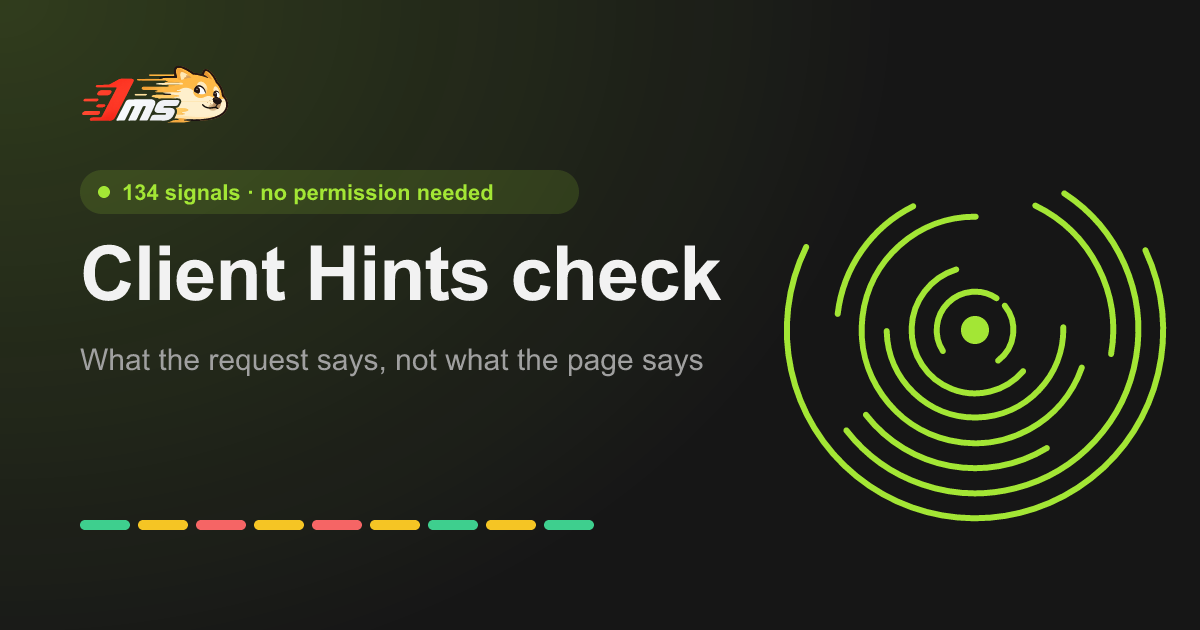 1ms
134 signals · no permission needed
Client Hints check
What the request says, not what the page says